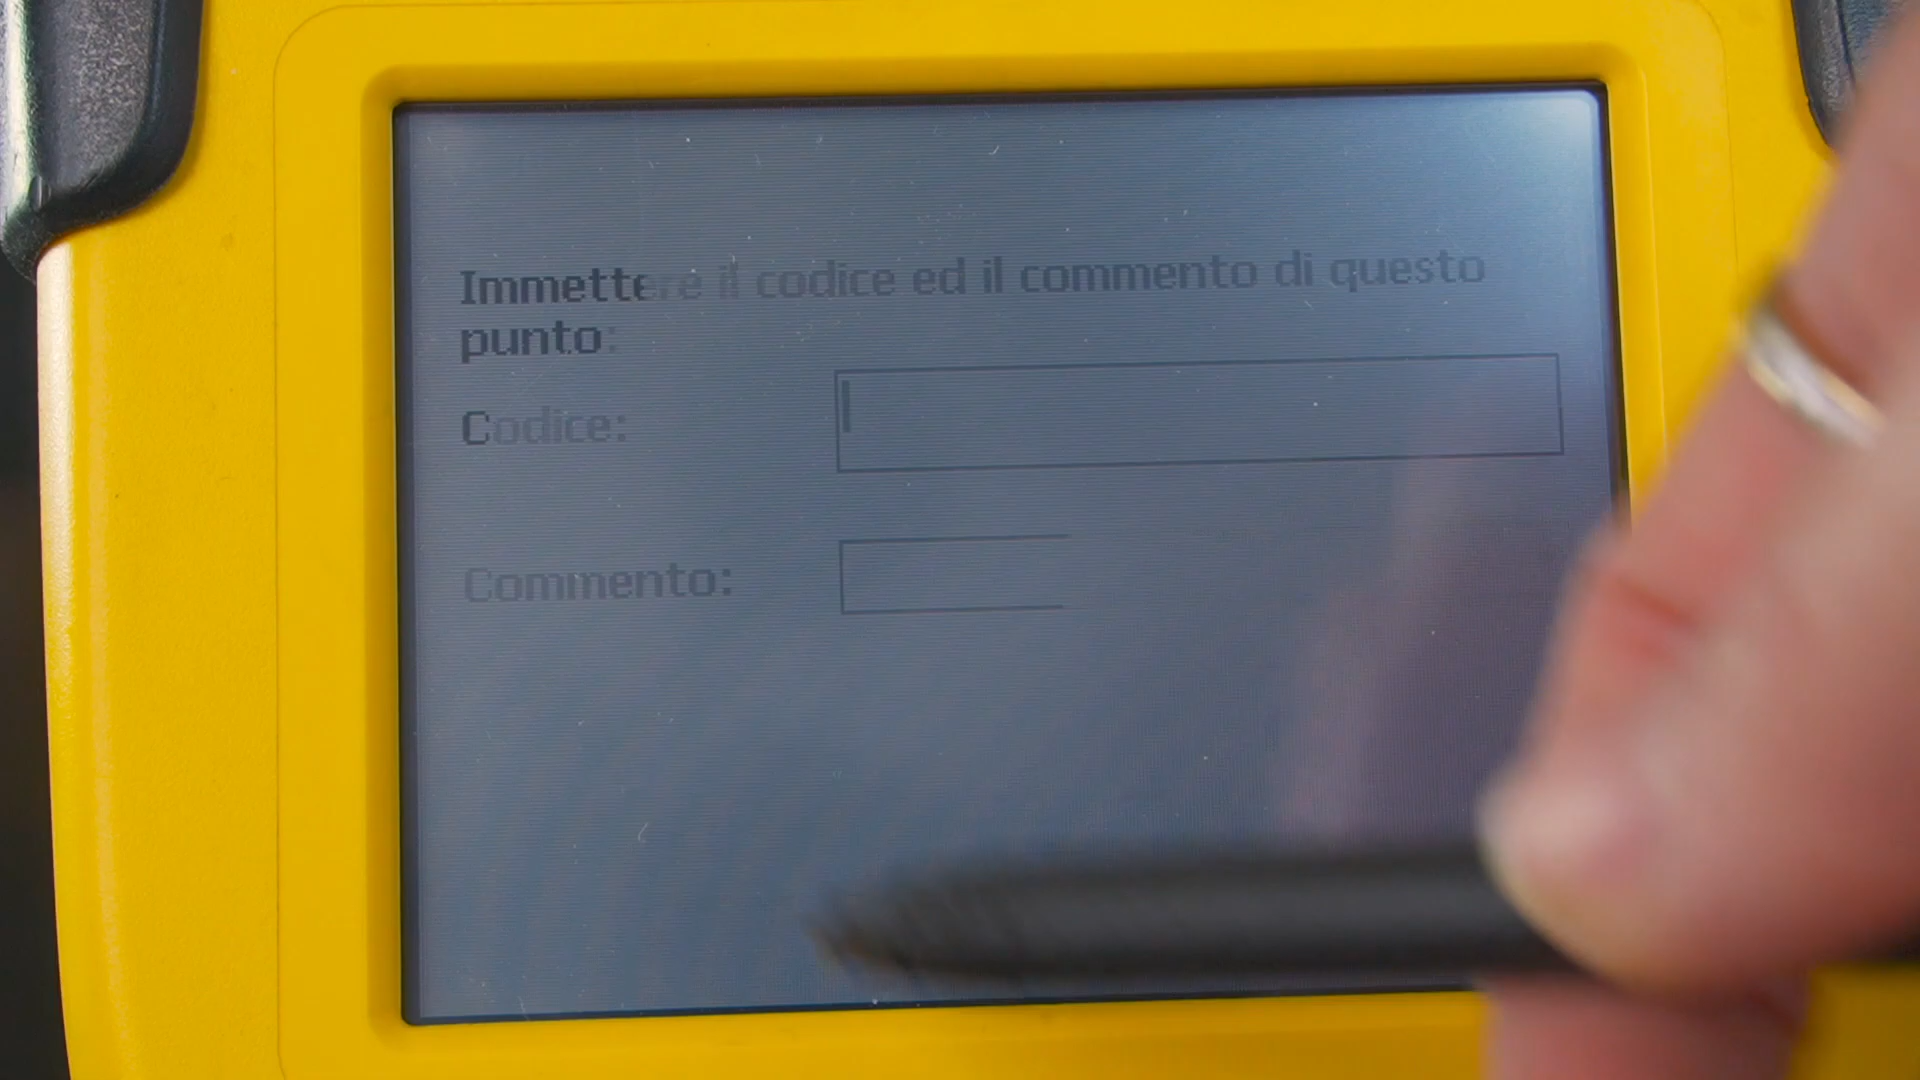 Immettere il codice ed il commento di questo
punto:
Codice:
Commento: